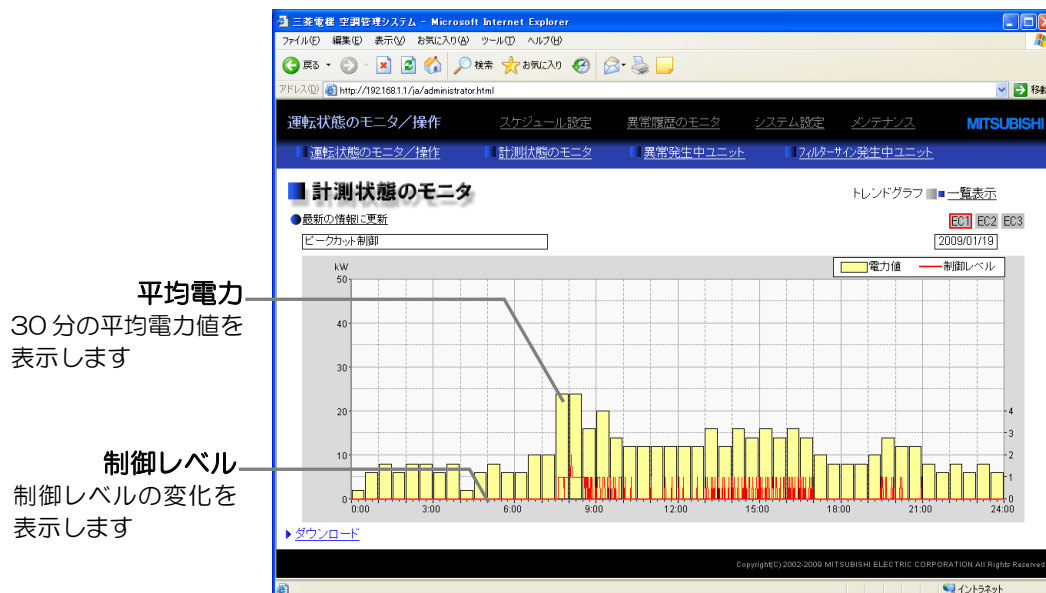 三菱電機 空調管理システム - Microsoft Internet Explorer
ファイル(F) 編集(E) 表示(V) お気に入り(A) ツール(T) ヘルプ(H)
戻る 検索 お気に入り
アドレス(D) http://192.168.1.1/ja/administrator.html 移動
運転状態のモニタ／操作 スケジュール設定 異常履歴のモニタ システム設定 メンテナンス MITSUBISHI
運転状態のモニタ／操作 計測状態のモニタ 異常発生中ユニット フィルターサイン発生中ユニット
計測状態のモニタ
トレンドグラフ 一覧表示
最新の情報に更新
EC1 EC2 EC3
ピークカット制御
2009/01/19
kW
電力値 制御レベル
50
40
30
20 4
3
10 2
1
0 0
0:00 3:00 6:00 9:00 12:00 15:00 18:00 21:00 24:00
平均電力
30分の平均電力値を
表示します
制御レベル
制御レベルの変化を
表示します
ダウンロード
Copyright(C) 2002-2009 MITSUBISHI ELECTRIC CORPORATION All Rights Reserved
イントラネット